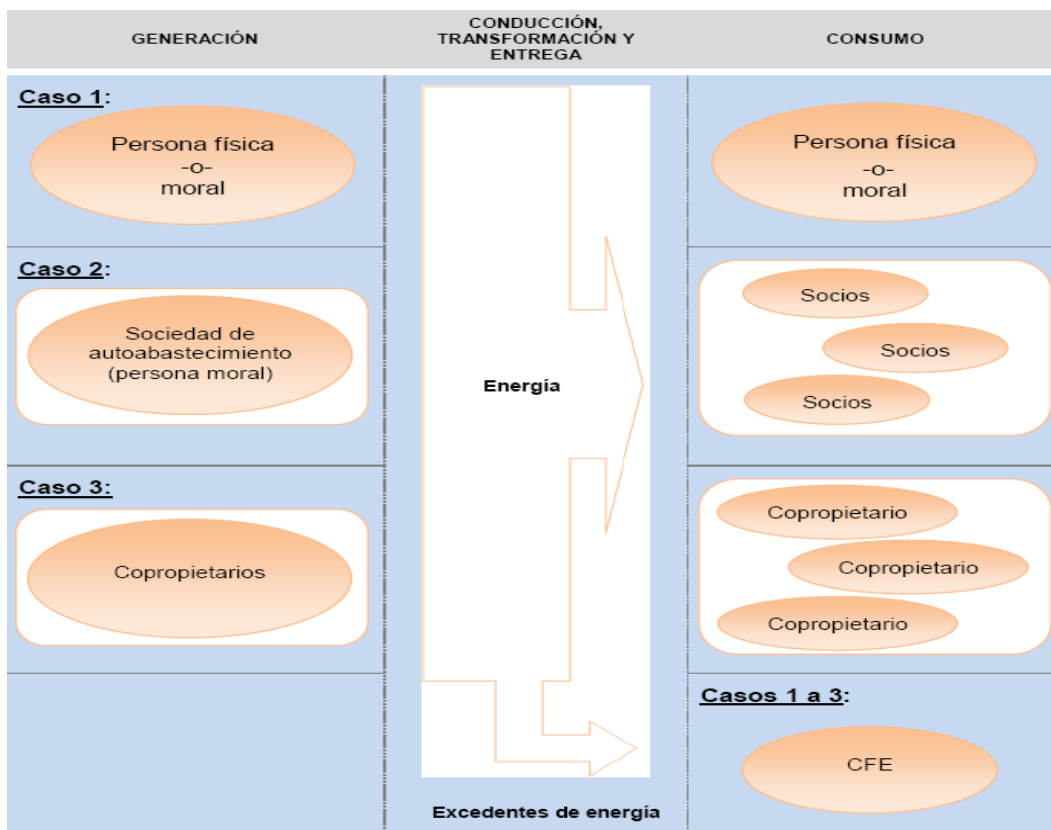 GENERACIÓN
CONDUCCIÓN,
TRANSFORMACIÓN Y
ENTREGA
CONSUMO
Caso 1:
Persona física
-o-
moral
Persona física
-o-
moral
Caso 2:
Sociedad de
autoabastecimiento
(persona moral)
Energía
Socios
Socios
Socios
Caso 3:
Copropietarios
Copropietario
Copropietario
Copropietario
Casos 1 a 3:
CFE
Excedentes de energía